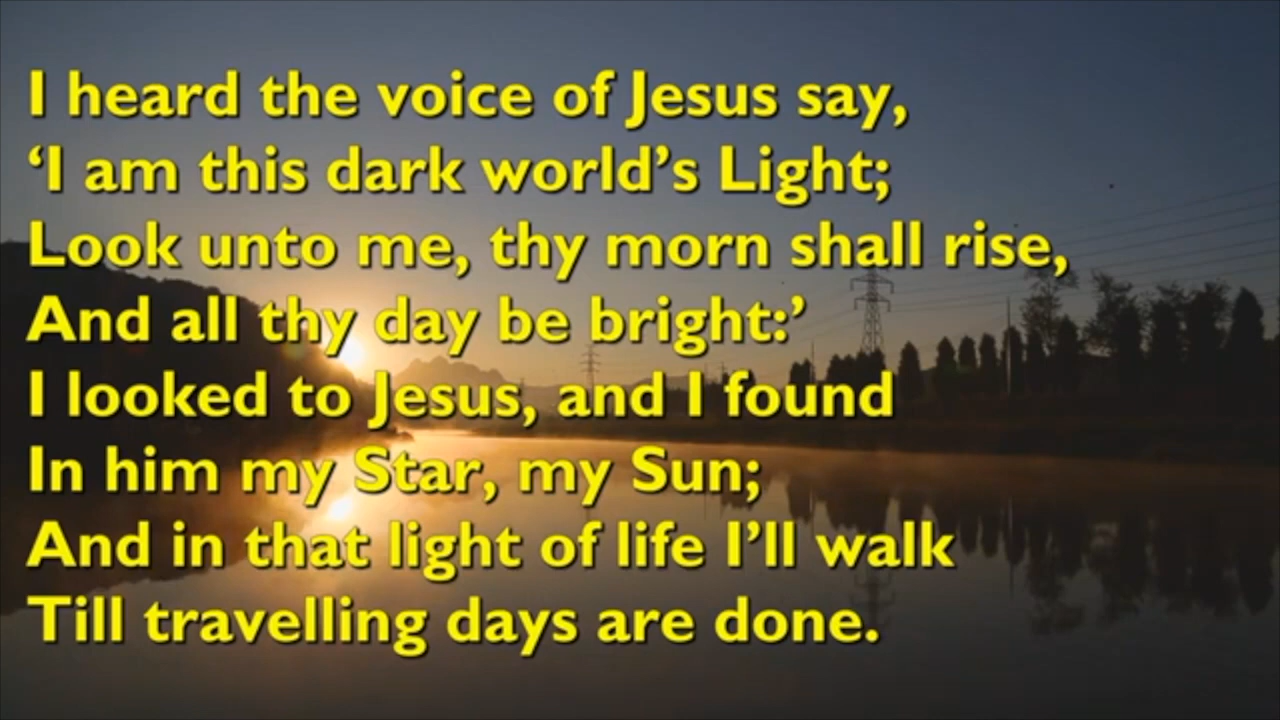 I heard the voice of Jesus say,
‘I am this dark world’s Light;
Look unto me, thy morn shall rise,
And all thy day be bright:’
I looked to Jesus, and I found
In him my Star, my Sun;
And in that light of life I’ll walk
Till travelling days are done.